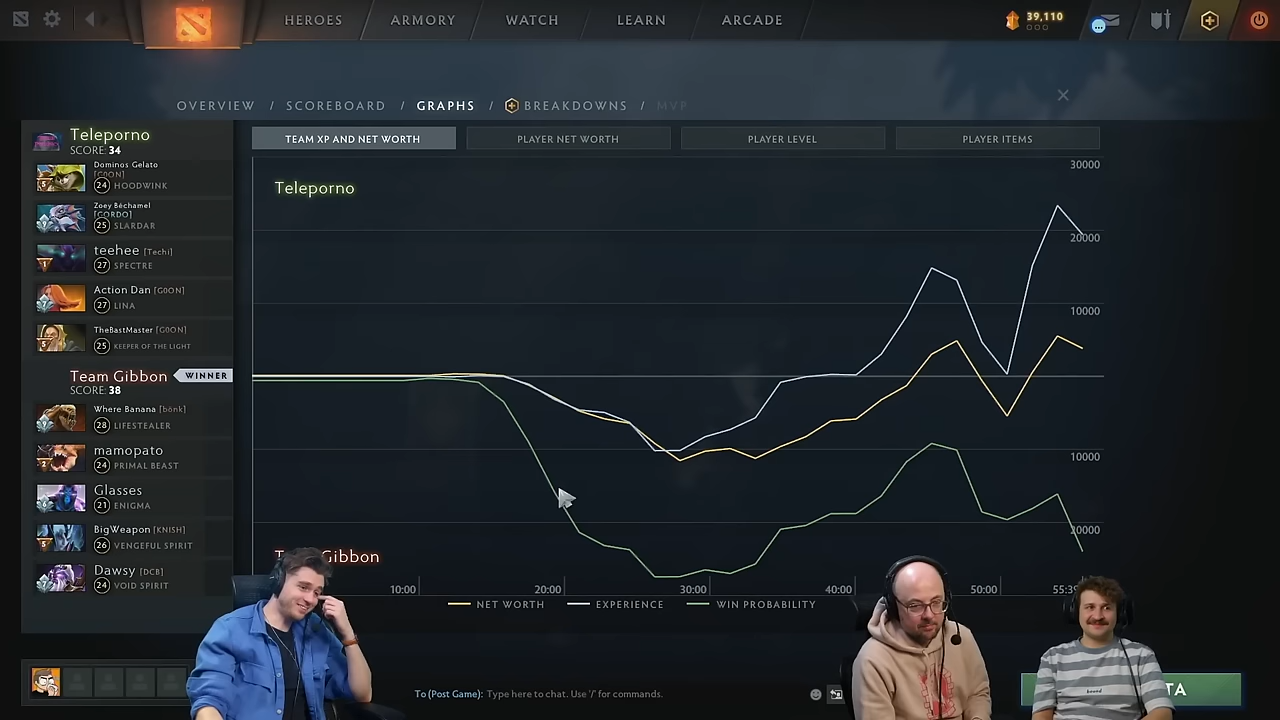 HEROES
ARMORY
WATCH
LEARN
ARCADE
39,110
OVERVIEW / SCOREBOARD / GRAPHS / BREAKDOWNS / MVP
TEAM XP AND NET WORTH
PLAYER NET WORTH
PLAYER LEVEL
PLAYER ITEMS
Teleporno
SCORE: 34
Dominos Gelato
[GOON]
24 HOODWINK
Zoey Béchamel
[GORDO]
25 SLARDAR
teehee [Tachi]
27 SPECTRE
Action Dan [GOON]
27 LINA
TheBastMaster [GOON]
25 KEEPER OF THE LIGHT
Team Gibbon
WINNER
SCORE: 38
Where Banana [bönk]
28 LIFESTEALER
mamopato
24 PRIMAL BEAST
Glasses
21 ENIGMA
BigWeapon [KNISH]
26 VENGEFUL SPIRIT
Dawsy [DCB]
24 VOID SPIRIT
Teleporno
30000
20000
10000
10000
20000
Gibbon
10:00
20:00
30:00
40:00
50:00
55:39
NET WORTH
EXPERIENCE
WIN PROBABILITY
To (Post Game): Type here to chat. Use '/' for commands.
TA